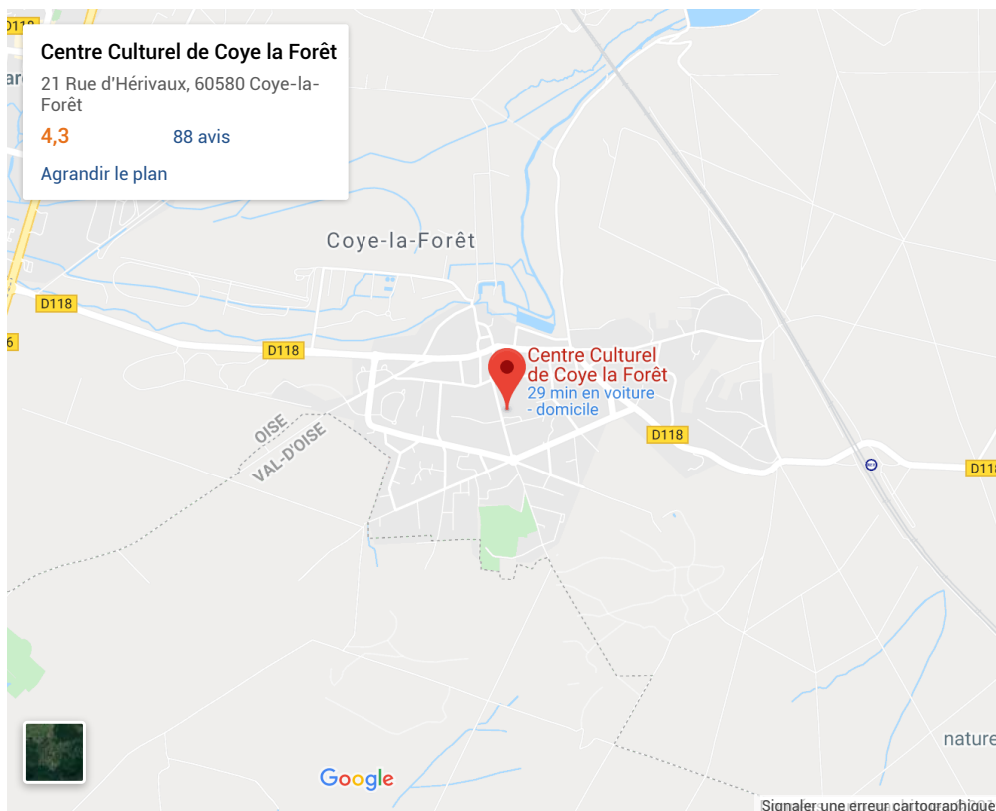 D118
Centre Culturel de Coye la Forêt
21 Rue d'Hérivaux, 60580 Coye-la-
Forêt
4,3
88 avis
Agrandir le plan
Coye-la-Forêt
D118
6
D118
Centre Culturel
de Coye la Forêt
29 min en voiture
- domicile
OISE
VAL-D'OISE
D118
D118
nature
Google
Signaler une erreur cartographique